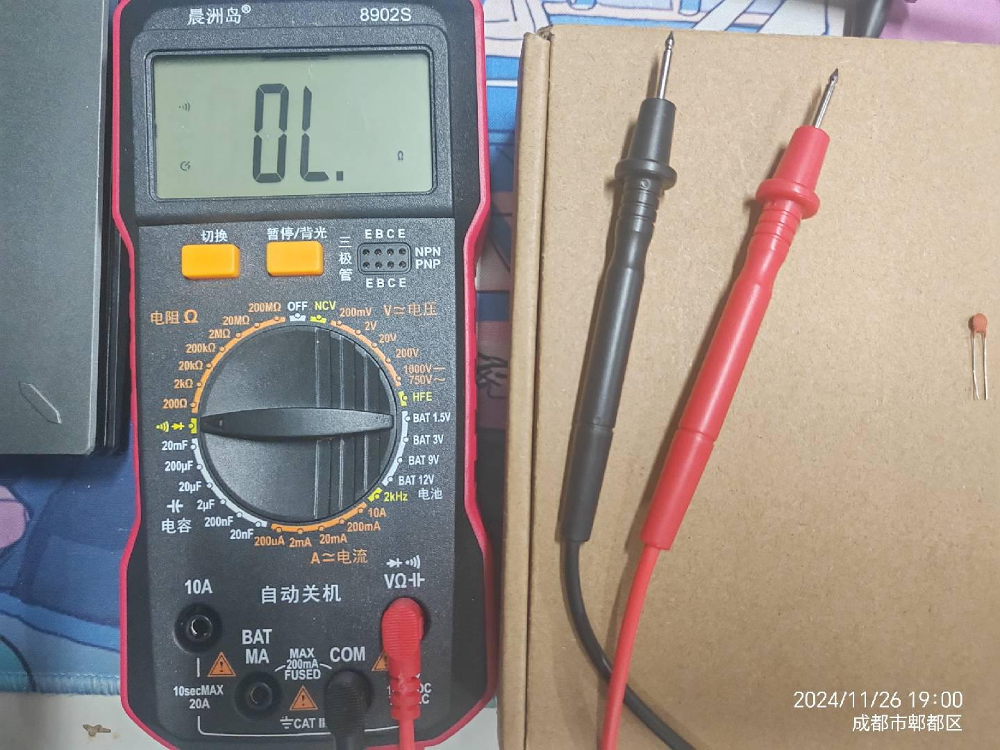 晨洲岛® 8902S
OL.
Ω
切换 暂停/背光
三极管
E B C E
NPN
PNP
E B C E
电阻 Ω
200MΩ
20MΩ
2MΩ
200kΩ
20kΩ
2kΩ
200Ω
OFF
NCV
V 电压
200mV
2V
20V
200V
1000V
750V～
HFE
BAT 1.5V
BAT 3V
BAT 9V
BAT 12V
电池
2kHz
10A
200mA
20mA
2mA
200uA
A 电流
20mF
200μF
20μF
2μF
200nF
20nF
电容
自动关机
10A
VΩ
BAT
MA
MAX
200mA
FUSED
COM
10secMAX
20A
CAT II
2024/11/26 19:00
成都市郫都区